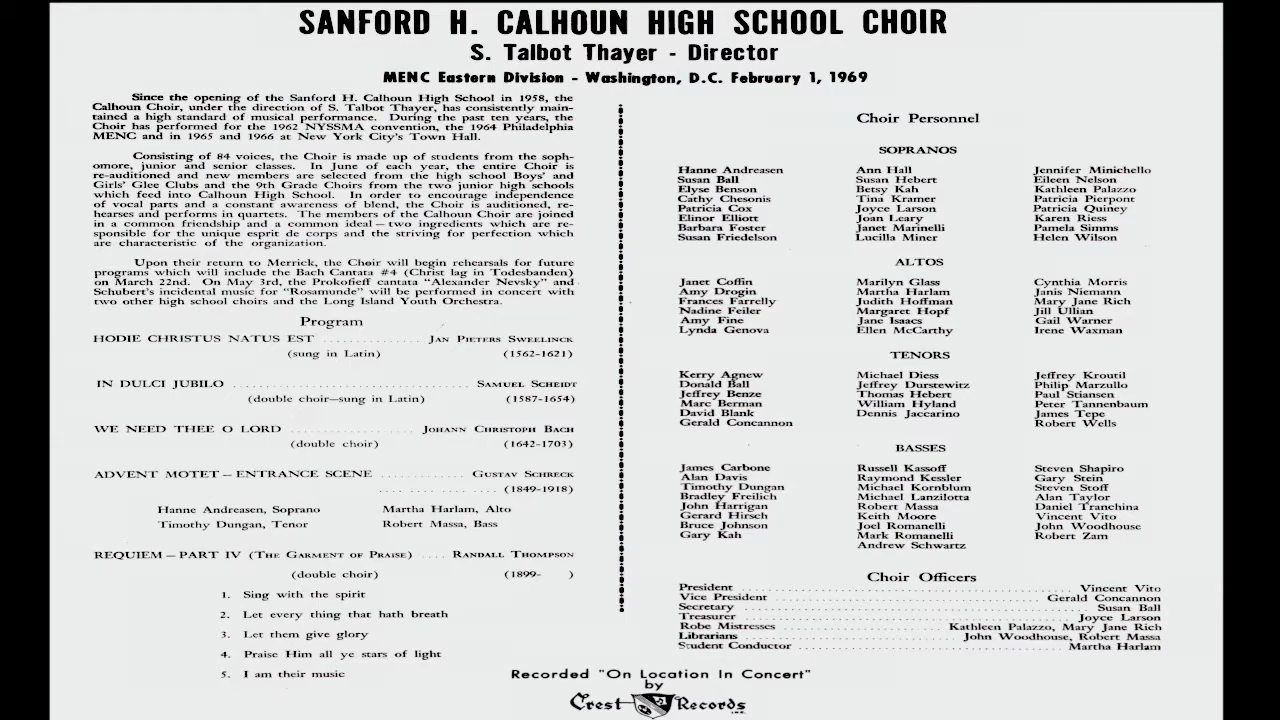 SANFORD H. CALHOUN HIGH SCHOOL CHOIR
S. Talbot Thayer - Director
MENC Eastern Division - Washington, D.C. February 1, 1969
Since the opening of the Sanford H. Calhoun High School in 1958, the
Calhoun Choir, under the direction of S. Talbot Thayer, has consistently main-
tained a high standard of musical performance. During the past ten years, the
Choir has performed for the 1962 NYSSMA convention, the 1964 Philadelphia
MENC and in 1965 and 1966 at New York City's Town Hall.
Consisting of 84 voices, the Choir is made up of students from the soph-
omore, junior and senior classes. In June of each year, the entire Choir is
re-auditioned and new members are selected from the high school Boys' and
Girls' Glee Clubs and the 9th Grade Choirs from the two junior high schools
which feed into Calhoun High School. In order to encourage independence
of vocal parts and a constant awareness of blend, the Choir is auditioned, re-
hearses and performs in quartets. The members of the Calhoun Choir are joined
in a common friendship and a common ideal — two ingredients which are re-
sponsible for the unique esprit de corps and the striving for perfection which
are characteristic of the organization.
Upon their return to Merrick, the Choir will begin rehearsals for future
programs which will include the Bach Cantata #4 (Christ lag in Todesbanden)
on March 22nd. On May 3rd, the Prokofieff cantata "Alexander Nevsky" and
Schubert's incidental music for "Rosamunde" will be performed in concert with
two other high school choirs and the Long Island Youth Orchestra.
Program
HODIE CHRISTUS NATUS EST .............. JAN PIETERS SWEELINCK
(sung in Latin) (1562-1621)
IN DULCI JUBILO .................................. SAMUEL SCHEIDT
(double choir—sung in Latin) (1587-1654)
WE NEED THEE O LORD .................. JOHANN CHRISTOPH BACH
(double choir) (1642-1703)
ADVENT MOTET — ENTRANCE SCENE ............ GUSTAV SCHRECK
.... .... .... .... (1849-1918)
Hanne Andreasen, Soprano Martha Harlam, Alto
Timothy Dungan, Tenor Robert Massa, Bass
REQUIEM — PART IV (THE GARMENT OF PRAISE) .... RANDALL THOMPSON
(double choir) (1899- )
1. Sing with the spirit
2. Let every thing that hath breath
3. Let them give glory
4. Praise Him all ye stars of light
5. I am their music
Choir Personnel
SOPRANOS
Hanne Andreasen Ann Hall Jennifer Minichello
Susan Ball Susan Hebert Eileen Nelson
Elyse Benson Betsy Kah Kathleen Palazzo
Cathy Chesonis Tina Kramer Patricia Pierpont
Patricia Cox Joyce Larson Patricia Quiney
Elinor Elliott Joan Leary Karen Riess
Barbara Foster Janet Marinelli Pamela Simms
Susan Friedelson Lucilla Miner Helen Wilson
ALTOS
Janet Coffin Marilyn Glass Cynthia Morris
Amy Drogin Martha Harlam Janis Niemann
Frances Farrelly Judith Hoffman Mary Jane Rich
Nadine Feiler Margaret Hopf Jill Ullian
Amy Fine Jane Isaacs Gail Warner
Lynda Genova Ellen McCarthy Irene Waxman
TENORS
Kerry Agnew Michael Diess Jeffrey Kroutil
Donald Ball Jeffrey Durstewitz Philip Marzullo
Jeffrey Benze Thomas Hebert Paul Stiansen
Marc Berman William Hyland Peter Tannenbaum
David Blank Dennis Jaccarino James Tepe
Gerald Concannon Robert Wells
BASSES
James Carbone Russell Kassoff Steven Shapiro
Alan Davis Raymond Kessler Gary Stein
Timothy Dungan Michael Kornblum Steven Stoff
Bradley Freilich Michael Lanzilotta Alan Taylor
John Harrigan Robert Massa Daniel Tranchina
Gerard Hirsch Keith Moore Vincent Vito
Bruce Johnson Joel Romanelli John Woodhouse
Gary Kah Mark Romanelli Robert Zam
Andrew Schwartz
Choir Officers
President .......... Vincent Vito
Vice President .......... Gerald Concannon
Secretary .......... Susan Ball
Treasurer .......... Joyce Larson
Robe Mistresses .......... Kathleen Palazzo, Mary Jane Rich
Librarians .......... John Woodhouse, Robert Massa
Student Conductor .......... Martha Harlam
Recorded "On Location In Concert"
by
Crest Records
INC.